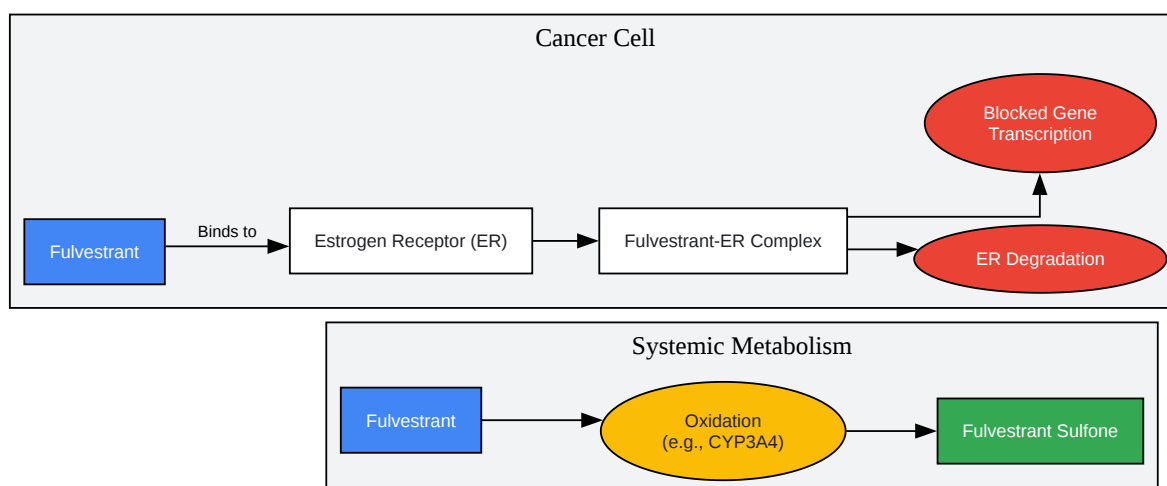 Cancer Cell
Blocked Gene
Transcription
Fulvestrant
Binds to
Estrogen Receptor (ER)
Fulvestrant-ER Complex
ER Degradation
Systemic Metabolism
Fulvestrant
Oxidation
(e.g., CYP3A4)
Fulvestrant Sulfone